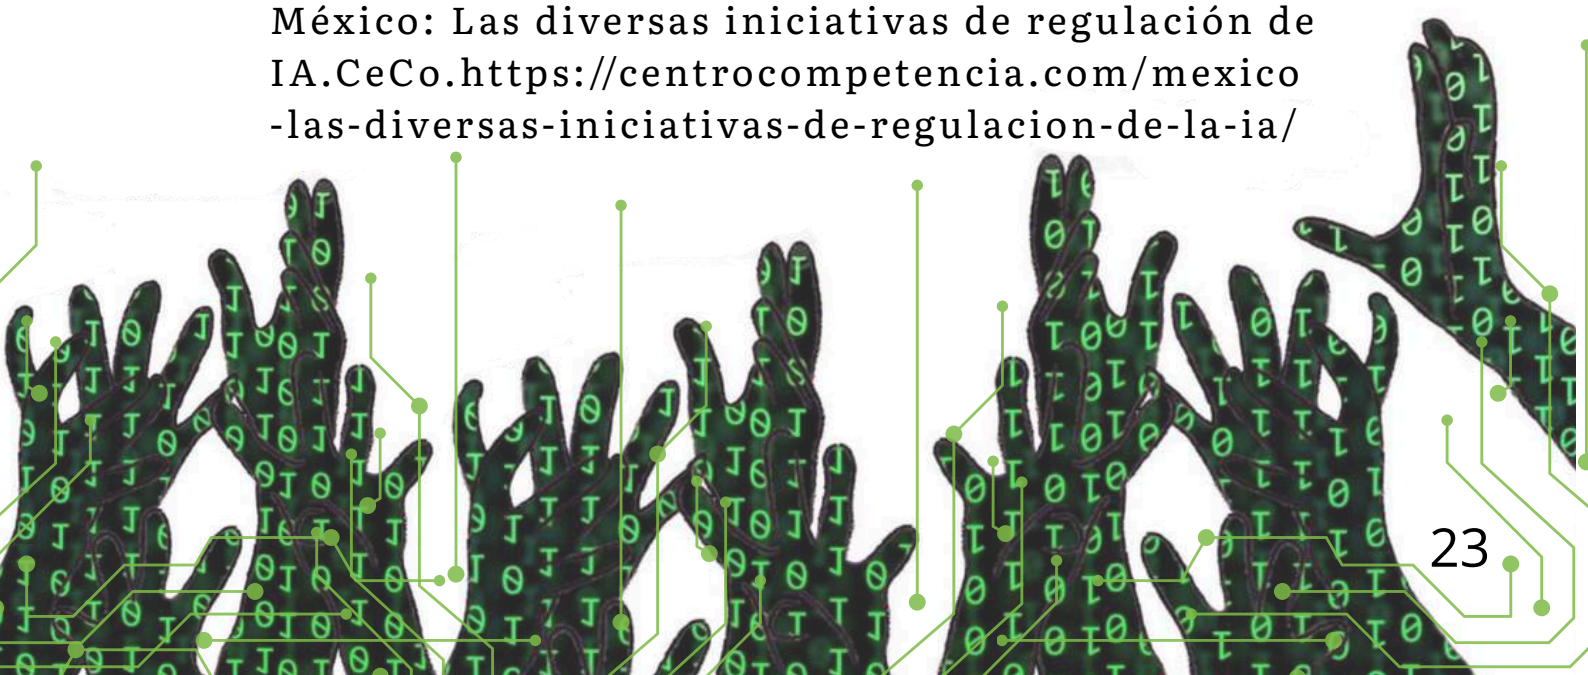 México: Las diversas iniciativas de regulación de
IA.CeCo.https://centrocompetencia.com/mexico
-las-diversas-iniciativas-de-regulacion-de-la-ia/
23